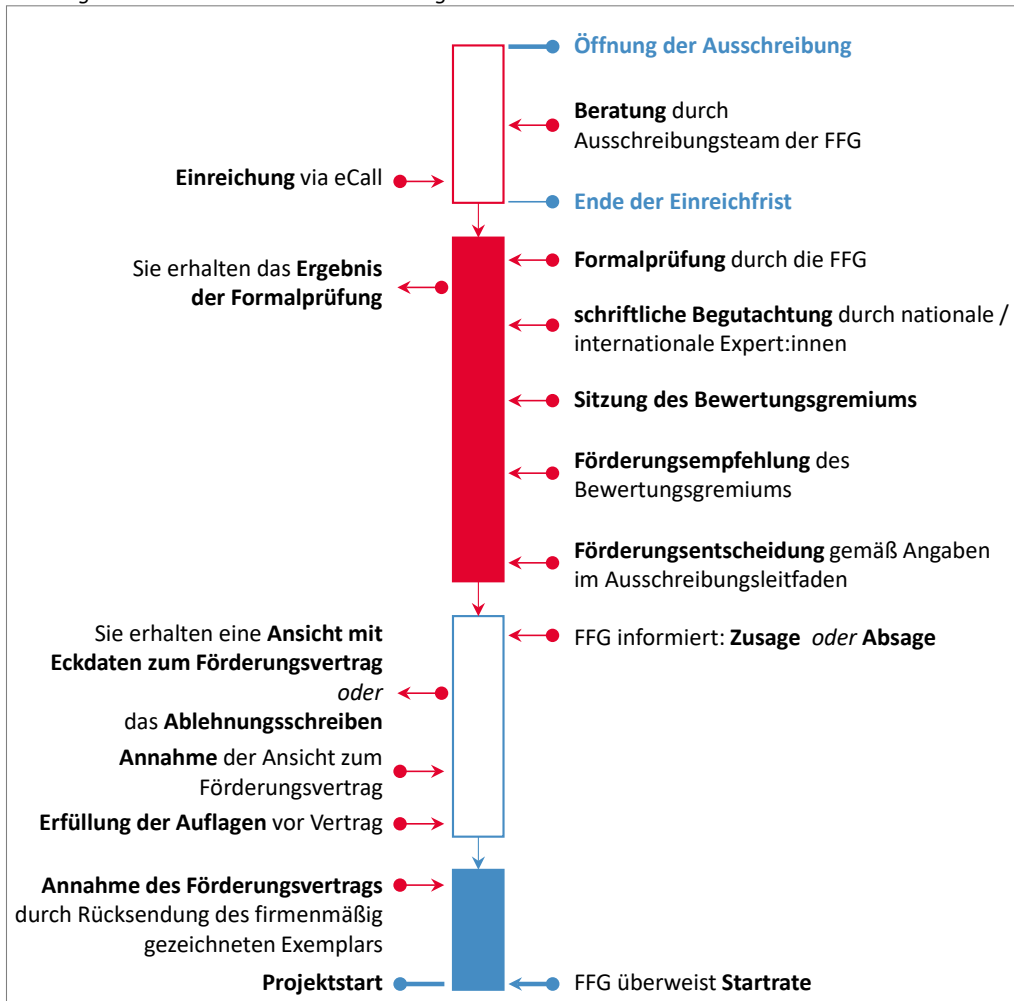 Öffnung der Ausschreibung
Beratung durch
Ausschreibungsteam der FFG
Einreichung via eCall
Ende der Einreichfrist
Formalprüfung durch die FFG
Sie erhalten das Ergebnis
der Formalprüfung
schriftliche Begutachtung durch nationale /
internationale Expert:innen
Sitzung des Bewertungsgremiums
Förderungsempfehlung des
Bewertungsgremiums
Förderungsentscheidung gemäß Angaben
im Ausschreibungsleitfaden
FFG informiert: Zusage oder Absage
Sie erhalten eine Ansicht mit
Eckdaten zum Förderungsvertrag
oder
das Ablehnungsschreiben
Annahme der Ansicht zum
Förderungsvertrag
Erfüllung der Auflagen vor Vertrag
Annahme des Förderungsvertrags
durch Rücksendung des firmenmäßig
gezeichneten Exemplars
Projektstart
FFG überweist Startrate